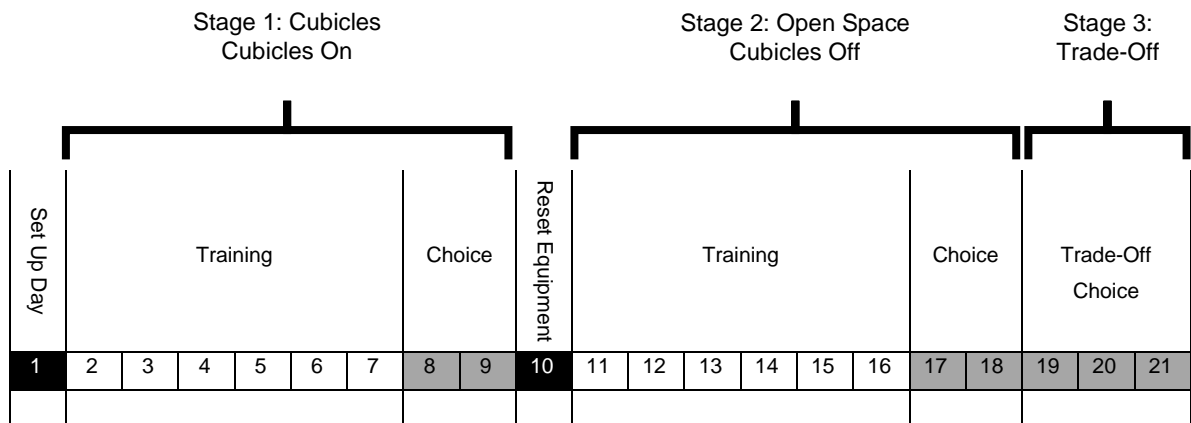 Stage 1: Cubicles
Cubicles On
Stage 2: Open Space
Cubicles Off
Stage 3:
Trade-Off
Set Up Day
Training
Choice
Reset Equipment
Training
Choice
Trade-Off
Choice
1 2 3 4 5 6 7 8 9 10 11 12 13 14 15 16 17 18 19 20 21